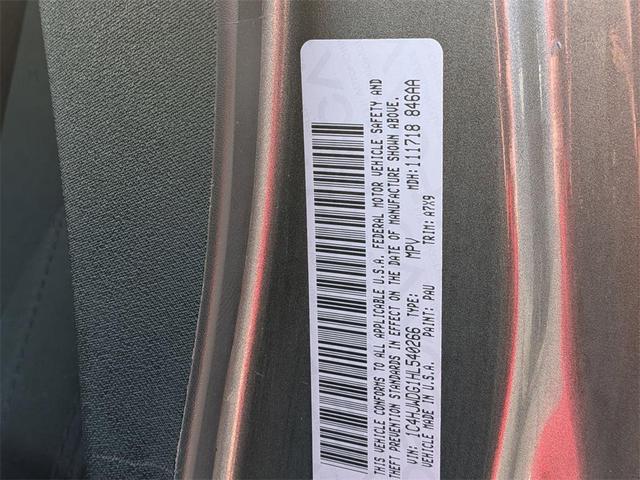 THIS VEHICLE CONFORMS TO ALL APPLICABLE U.S.A. FEDERAL MOTOR VEHICLE SAFETY AND
THEFT PREVENTION STANDARDS IN EFFECT ON THE DATE OF MANUFACTURE SHOWN ABOVE.
VIN: 1C4HJWDG1HL540266 TYPE: MPV MDH:111718 846AA
VEHICLE MADE IN U.S.A. PAINT: PAU TRIM: A7X9